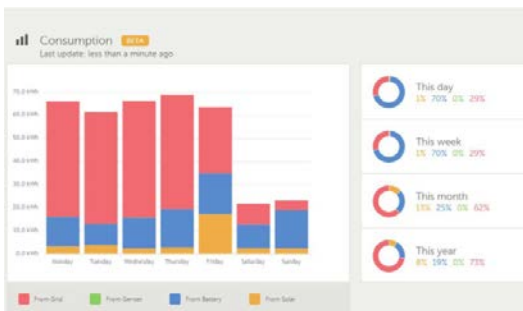 Consumption BETA
Last update: less than a minute ago
70,0 kWh
60,0 kWh
50,0 kWh
40,0 kWh
30,0 kWh
20,0 kWh
10,0 kWh
0,0 kWh
Monday Tuesday Wednesday Thursday Friday Saturday Sunday
From Grid From Genset From Battery From Solar
This day
1% 70% 0% 29%
This week
1% 70% 0% 29%
This month
13% 25% 0% 62%
This year
8% 19% 0% 73%